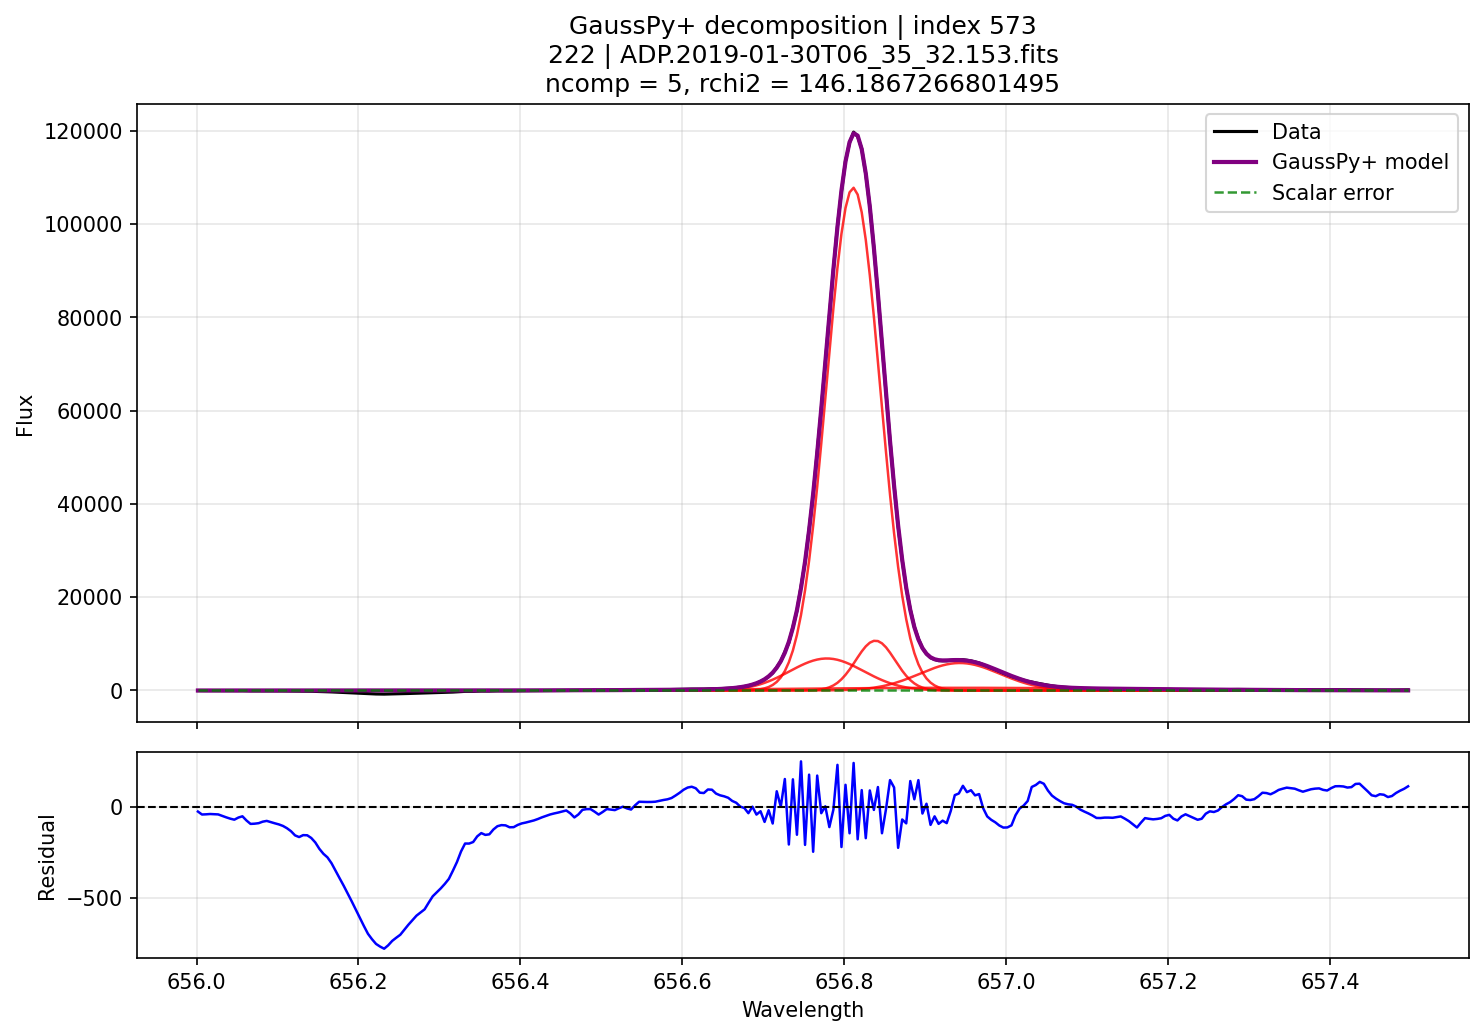 GaussPy+ decomposition | index 573
222 | ADP.2019-01-30T06_35_32.153.fits
ncomp = 5, rchi2 = 146.1867266801495
Data
GaussPy+ model
Scalar error
120000
100000
80000
60000
40000
20000
0
Flux
0
−500
Residual
656.0 656.2 656.4 656.6 656.8 657.0 657.2 657.4
Wavelength